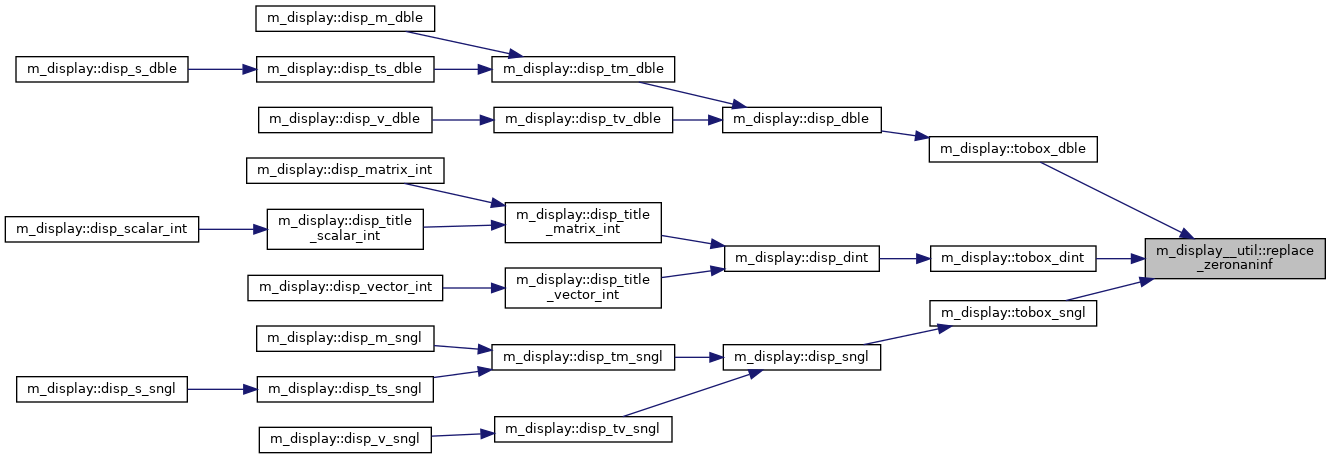 m_display::disp_m_dble
m_display::disp_s_dble
m_display::disp_ts_dble
m_display::disp_tm_dble
m_display::disp_v_dble
m_display::disp_tv_dble
m_display::disp_dble
m_display::tobox_dble
m_display::disp_matrix_int
m_display::disp_scalar_int
m_display::disp_title
_scalar_int
m_display::disp_title
_matrix_int
m_display::disp_vector_int
m_display::disp_title
_vector_int
m_display::disp_dint
m_display::tobox_dint
m_display__util::replace
_zeronaninf
m_display::tobox_sngl
m_display::disp_m_sngl
m_display::disp_s_sngl
m_display::disp_ts_sngl
m_display::disp_tm_sngl
m_display::disp_sngl
m_display::disp_v_sngl
m_display::disp_tv_sngl